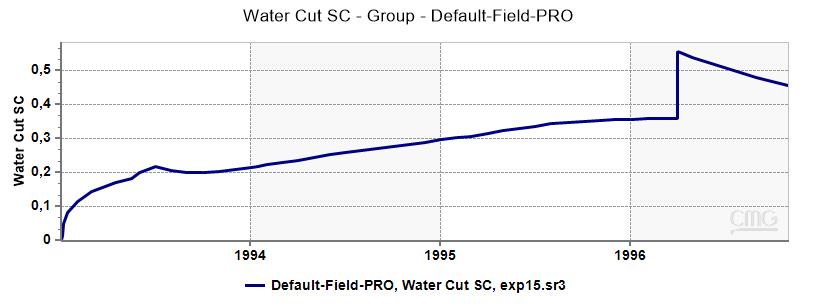 Water Cut SC - Group - Default-Field-PRO
Water Cut SC
0,5
0,4
0,3
0,2
0,1
0
1994
1995
1996
CMG
Default-Field-PRO, Water Cut SC, exp15.sr3